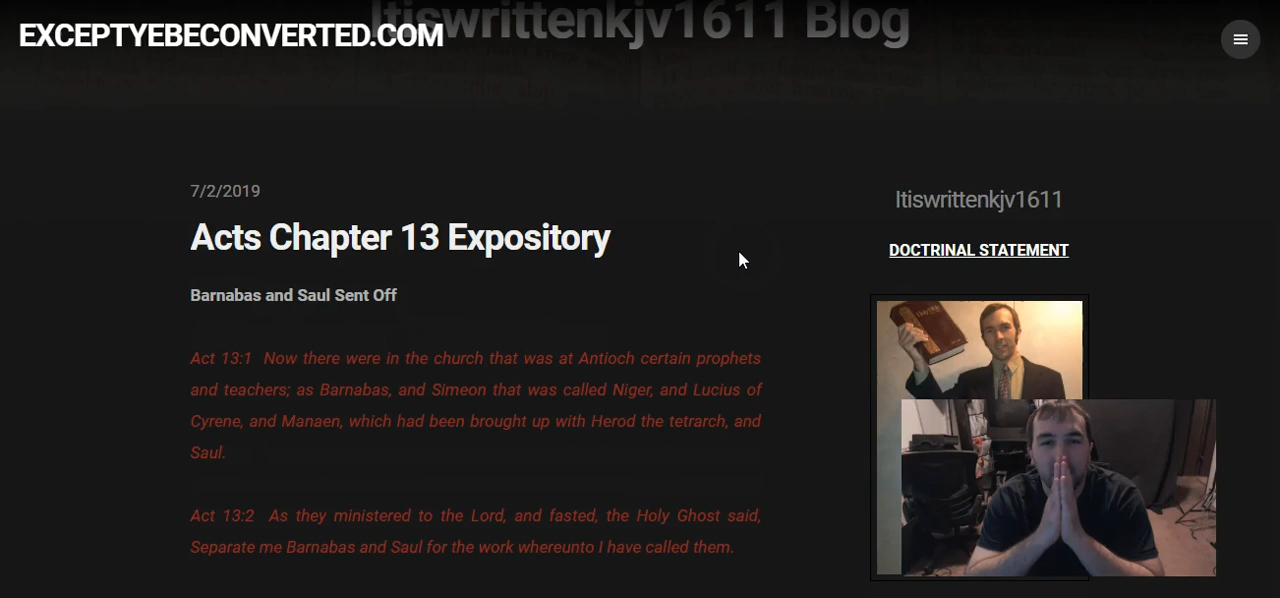 Itiswrittenkjv1611 Blog
EXCEPTYEBECONVERTED.COM
7/2/2019
Acts Chapter 13 Expository
Barnabas and Saul Sent Off
Act 13:1 Now there were in the church that was at Antioch certain prophets
and teachers; as Barnabas, and Simeon that was called Niger, and Lucius of
Cyrene, and Manaen, which had been brought up with Herod the tetrarch, and
Saul.
Act 13:2 As they ministered to the Lord, and fasted, the Holy Ghost said,
Separate me Barnabas and Saul for the work whereunto I have called them.
Itiswrittenkjv1611
DOCTRINAL STATEMENT